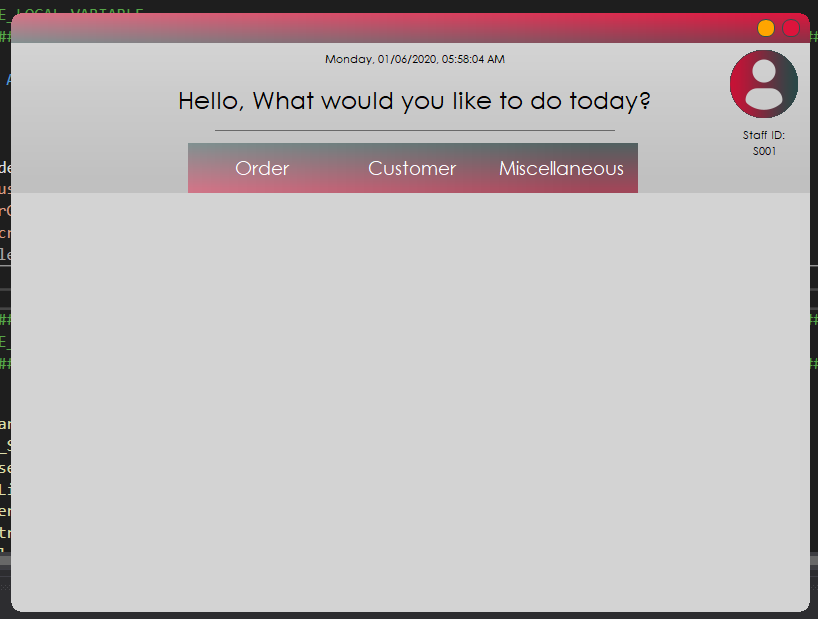 E_LOCAL_VARIABLE
Monday, 01/06/2020, 05:58:04 AM
Hello, What would you like to do today?
Staff ID:
S001
Order Customer Miscellaneous